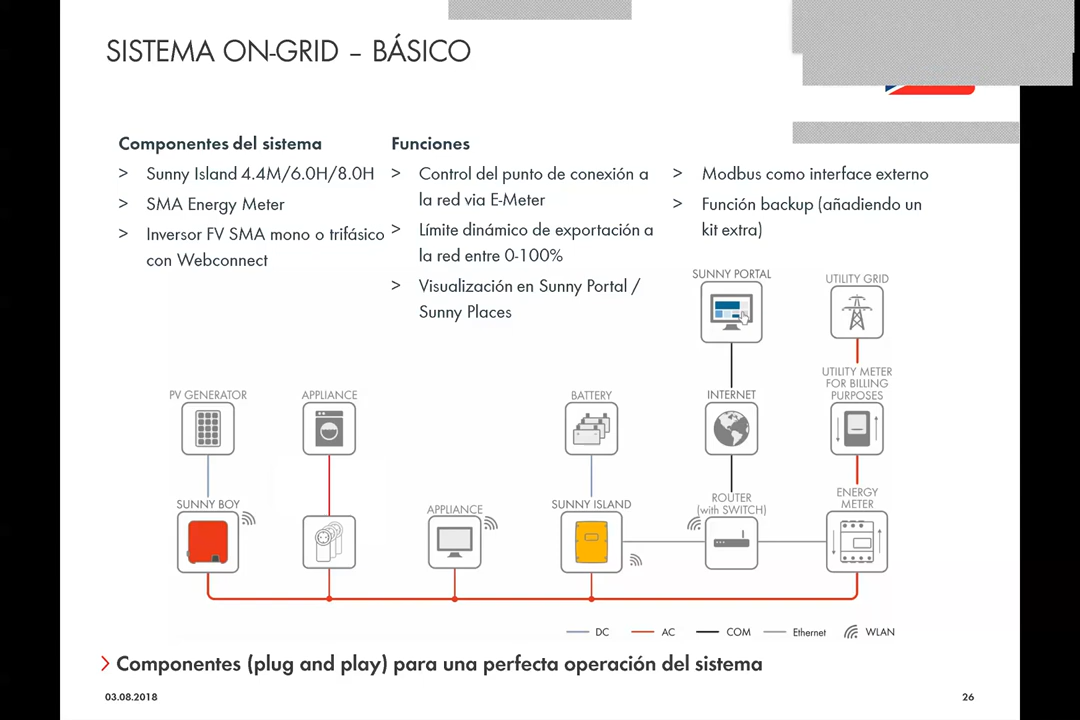 SISTEMA ON-GRID – BÁSICO
Componentes del sistema
> Sunny Island 4.4M/6.0H/8.0H
> SMA Energy Meter
> Inversor FV SMA mono o trifásico
con Webconnect
Funciones
> Control del punto de conexión a
la red via E-Meter
> Límite dinámico de exportación a
la red entre 0-100%
> Visualización en Sunny Portal /
Sunny Places
> Modbus como interface externo
> Función backup (añadiendo un
kit extra)
SUNNY PORTAL
UTILITY GRID
UTILITY METER
FOR BILLING
PURPOSES
PV GENERATOR
APPLIANCE
BATTERY
INTERNET
SUNNY BOY
APPLIANCE
SUNNY ISLAND
ROUTER
(with SWITCH)
ENERGY
METER
DC
AC
COM
Ethernet
WLAN
> Componentes (plug and play) para una perfecta operación del sistema
03.08.2018
26